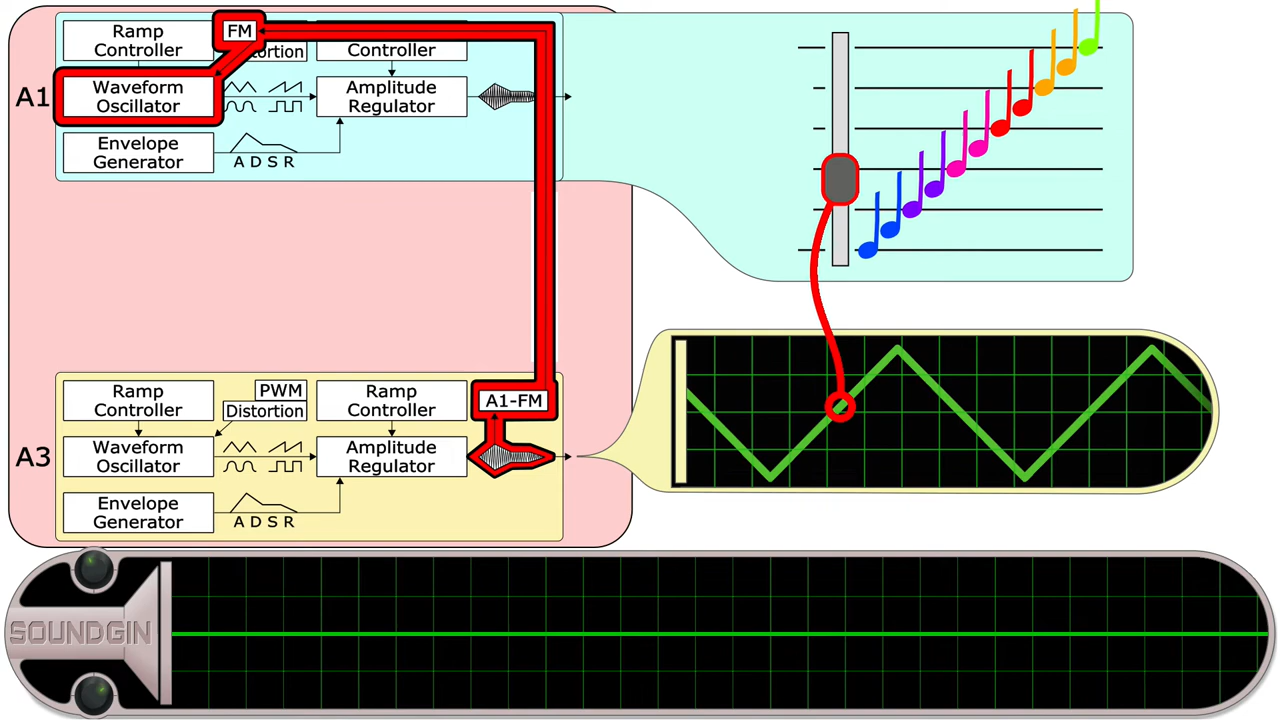 Ramp
Controller
FM
Controller
A1
Waveform
Oscillator
Amplitude
Regulator
Envelope
Generator
A D S R
Ramp
Controller
PWM
Distortion
Ramp
Controller
A1-FM
A3
Waveform
Oscillator
Amplitude
Regulator
Envelope
Generator
A D S R
SOUNDGIN